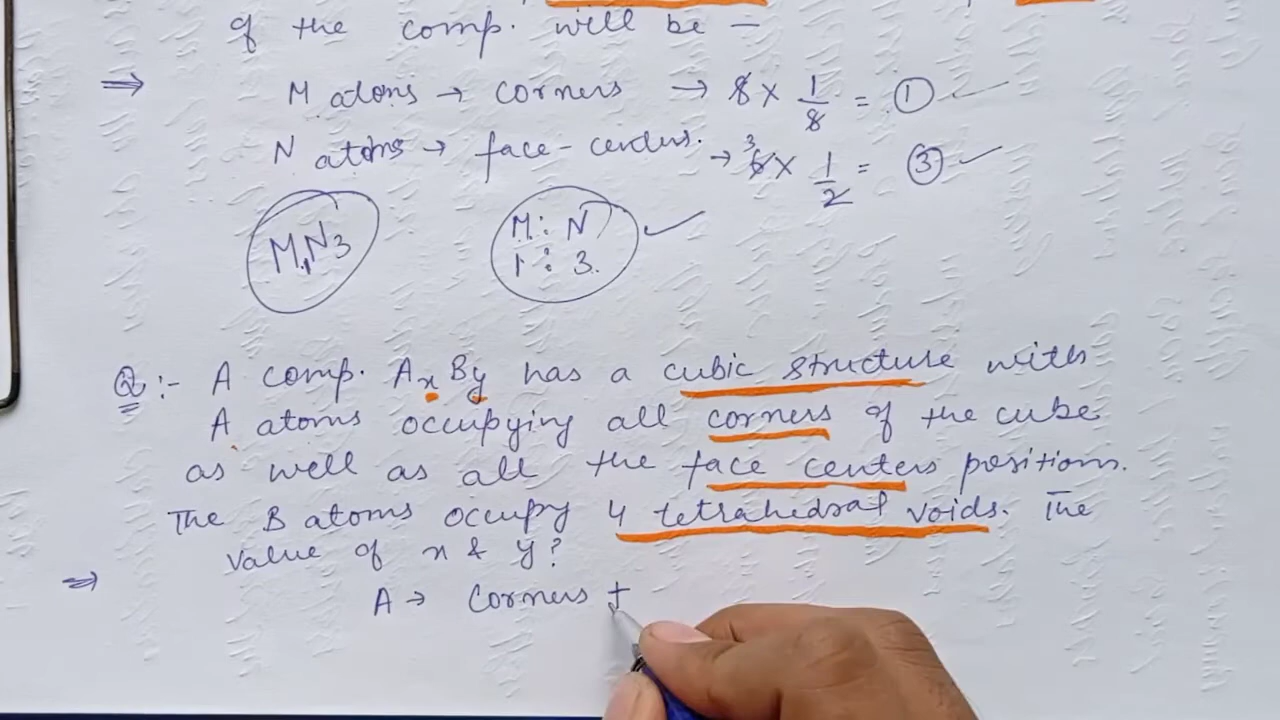 of the comp. will be —
⇒ M atoms → corners → 8 × 1/8 = 1 ✓
N atoms → face-centers. → 6 × 1/2 = 3 ✓
3
M1N3
M : N ✓
1 : 3.
Q :- A comp. AxBy has a cubic structure with
A atoms occupying all corners of the cube
as well as all the face centers positions.
The B atoms occupy 4 tetrahedral voids. The
value of x & y?
⇒ A → Corners +